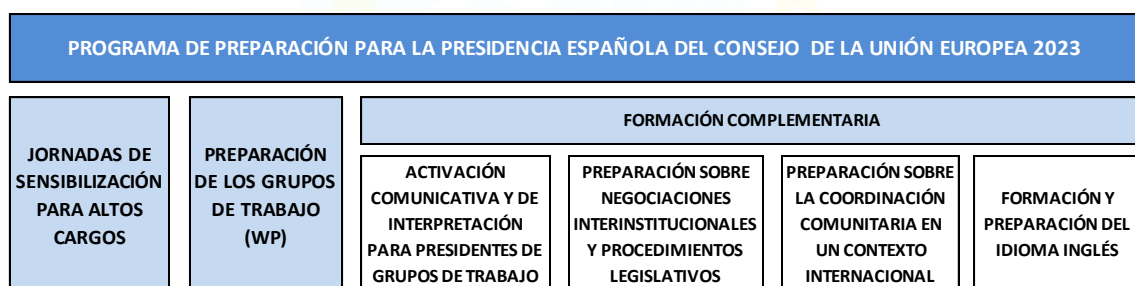 PROGRAMA DE PREPARACIÓN PARA LA PRESIDENCIA ESPAÑOLA DEL CONSEJO DE LA UNIÓN EUROPEA 2023
JORNADAS DE
SENSIBILIZACIÓN
PARA ALTOS
CARGOS
PREPARACIÓN
DE LOS GRUPOS
DE TRABAJO
(WP)
FORMACIÓN COMPLEMENTARIA
ACTIVACIÓN
COMUNICATIVA Y DE
INTERPRETACIÓN
PARA PRESIDENTES DE
GRUPOS DE TRABAJO
PREPARACIÓN SOBRE
NEGOCIACIONES
INTERINSTITUCIONALES
Y PROCEDIMIENTOS
LEGISLATIVOS
PREPARACIÓN SOBRE
LA COORDINACIÓN
COMUNITARIA EN
UN CONTEXTO
INTERNACIONAL
FORMACIÓN Y
PREPARACIÓN DEL
IDIOMA INGLÉS